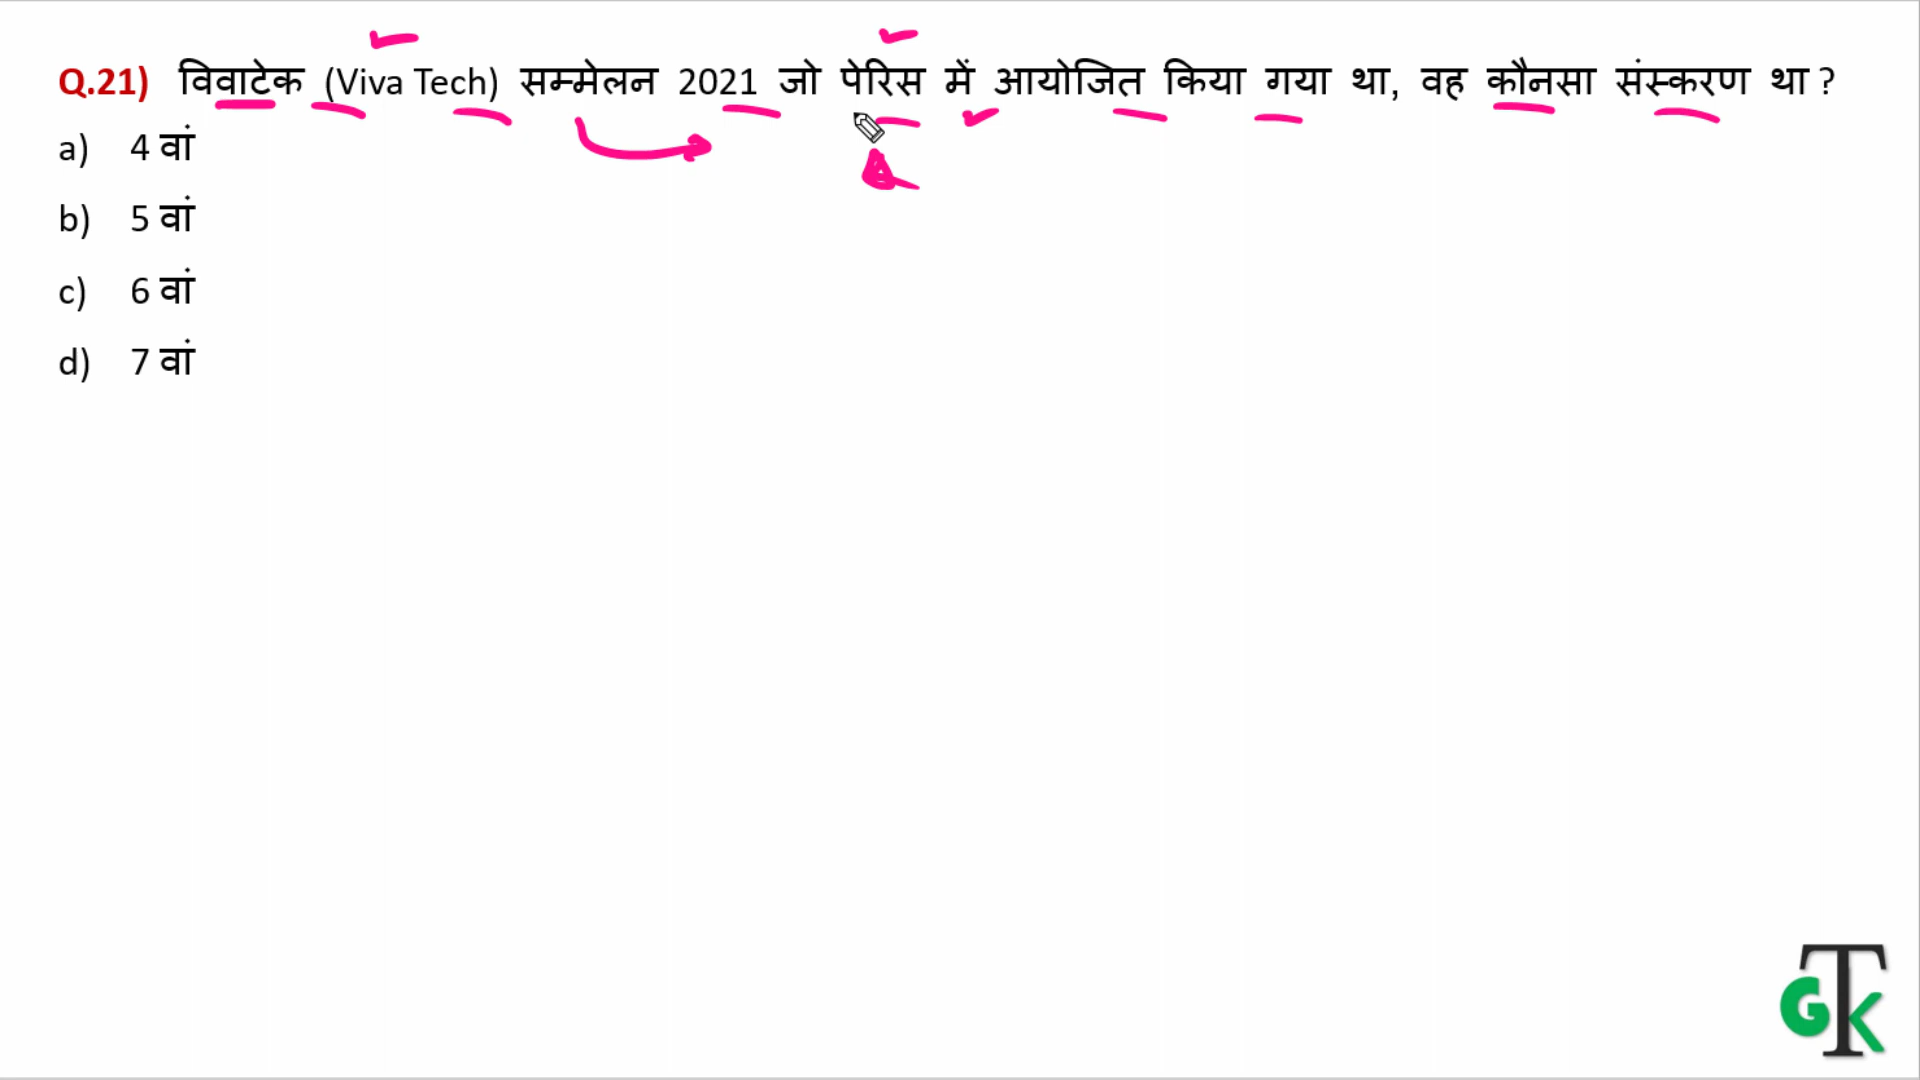 Q.21) विवाटेक (Viva Tech) सम्मेलन 2021 जो पेरिस में आयोजित किया गया था, वह कौनसा संस्करण था ?
a) 4 वां
b) 5 वां
c) 6 वां
d) 7 वां
GTK